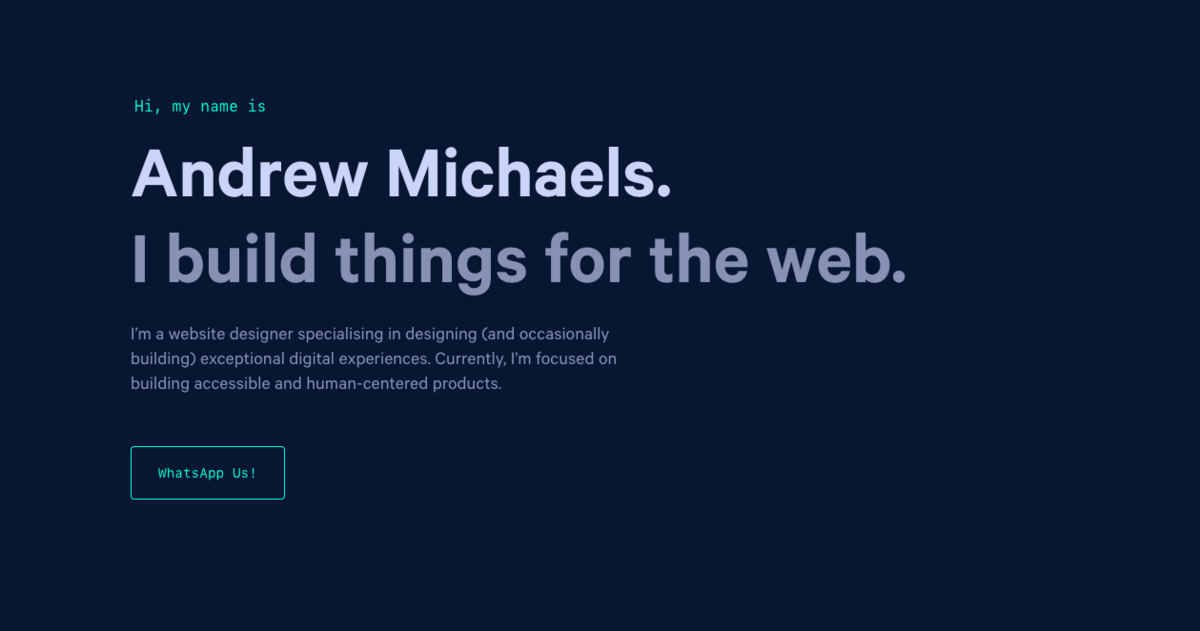 Hi, my name is
Andrew Michaels.
I build things for the web.
I’m a website designer specialising in designing (and occasionally
building) exceptional digital experiences. Currently, I’m focused on
building accessible and human-centered products.
WhatsApp Us!